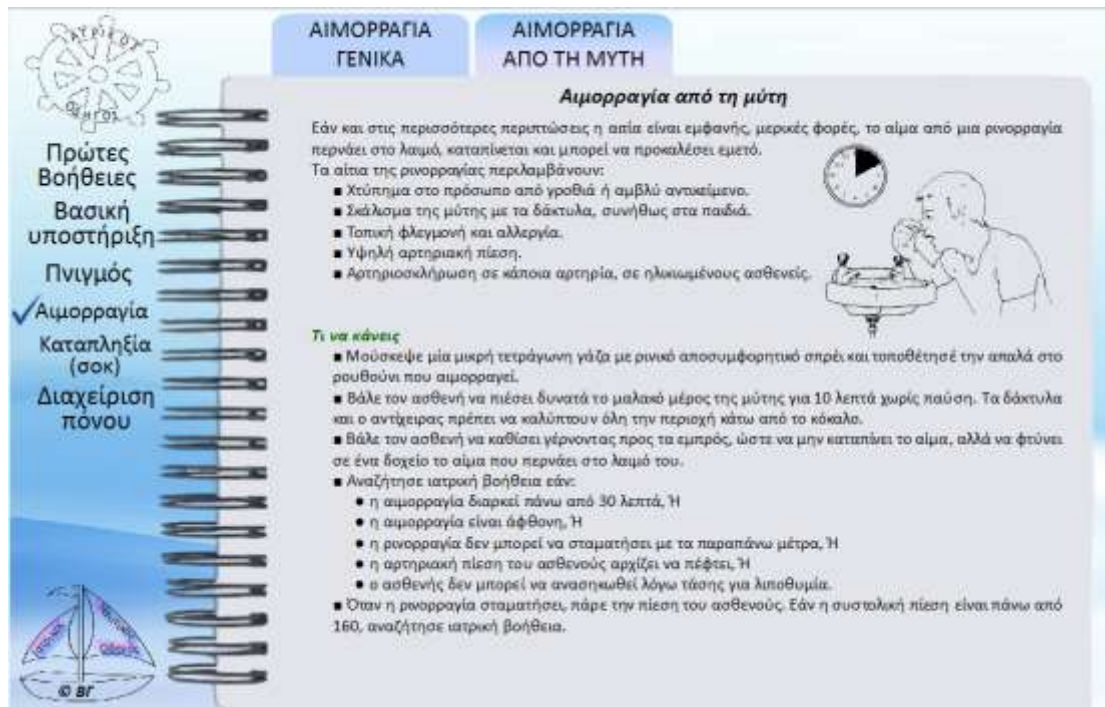 ΙΑΤΡΙΚΟΣ
ΟΔΗΓΟΣ
ΑΙΜΟΡΡΑΓΙΑ
ΓΕΝΙΚΑ
ΑΙΜΟΡΡΑΓΙΑ
ΑΠΟ ΤΗ ΜΥΤΗ
Πρώτες
Βοήθειες
Βασική
υποστήριξη
Πνιγμός
Αιμορραγία
Καταπληξία
(σοκ)
Διαχείριση
πόνου
Αιμορραγία από τη μύτη
Εάν και στις περισσότερες περιπτώσεις η αιτία είναι εμφανής, μερικές φορές, το αίμα από μια ρινορραγία
περνάει στο λαιμό, καταπίνεται και μπορεί να προκαλέσει εμετό.
Τα αίτια της ρινορραγίας περιλαμβάνουν:
■ Χτύπημα στο πρόσωπο από γροθιά ή αμβλύ αντικείμενο.
■ Σκάλισμα της μύτης με τα δάκτυλα, συνήθως στα παιδιά.
■ Τοπική φλεγμονή και αλλεργία.
■ Υψηλή αρτηριακή πίεση.
■ Αρτηριοσκλήρωση σε κάποια αρτηρία, σε ηλικιωμένους ασθενείς.
Τι να κάνεις
■ Μούσκεψε μία μικρή τετράγωνη γάζα με ρινικό αποσυμφορητικό σπρέι και τοποθέτησέ την απαλά στο
ρουθούνι που αιμορραγεί.
■ Βάλε τον ασθενή να πιέσει δυνατά το μαλακό μέρος της μύτης για 10 λεπτά χωρίς παύση. Τα δάκτυλα
και ο αντίχειρας πρέπει να καλύπτουν όλη την περιοχή κάτω από το κόκαλο.
■ Βάλε τον ασθενή να καθίσει γέρνοντας προς τα εμπρός, ώστε να μην καταπίνει το αίμα, αλλά να φτύνει
σε ένα δοχείο το αίμα που περνάει στο λαιμό του.
■ Αναζήτησε ιατρική βοήθεια εάν:
● η αιμορραγία διαρκεί πάνω από 30 λεπτά, Ή
● η αιμορραγία είναι άφθονη, Ή
● η ρινορραγία δεν μπορεί να σταματήσει με τα παραπάνω μέτρα, Ή
● η αρτηριακή πίεση του ασθενούς αρχίζει να πέφτει, Ή
● ο ασθενής δεν μπορεί να ανασηκωθεί λόγω τάσης για λιποθυμία.
■ Όταν η ρινορραγία σταματήσει, πάρε την πίεση του ασθενούς. Εάν η συστολική πίεση είναι πάνω από
160, αναζήτησε ιατρική βοήθεια.
© ΒΓ